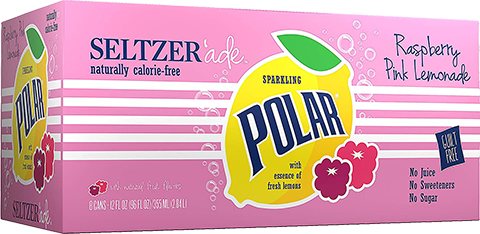 SELTZER'ade
naturally calorie-free
Raspberry
Pink Lemonade
SPARKLING
POLAR®
with
essence of
fresh lemons
GUILT
FREE
No Juice
No Sweeteners
No Sugar
with natural fruit flavors
8 CANS · 12 FL OZ (96 FL OZ) (355 ML) (2.84 L)
SPARKLING
POLAR
SELTZER'ade